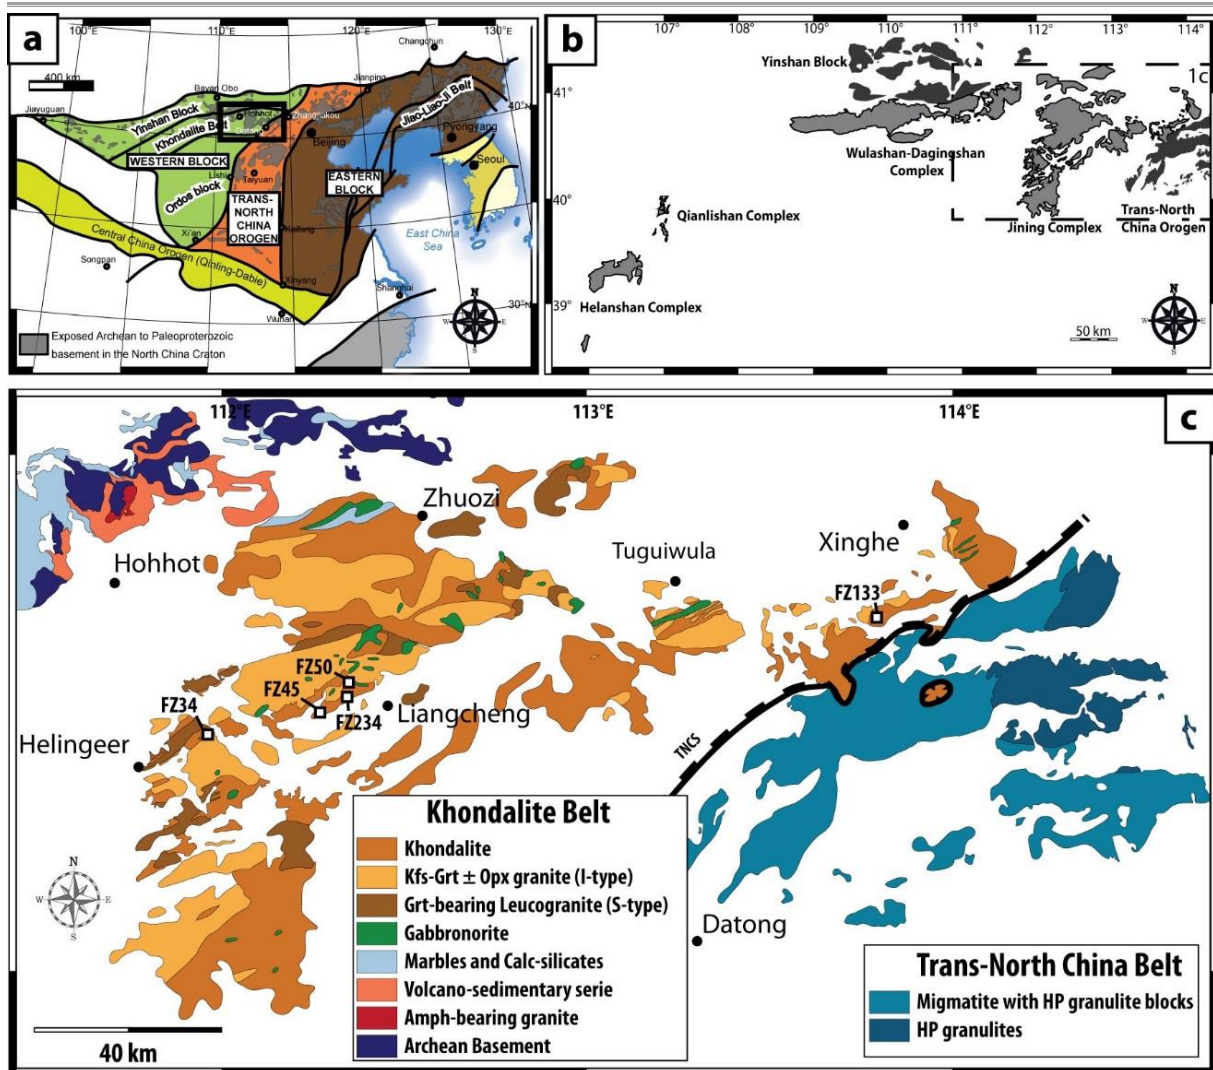 a
100°E
110°E
120°E
130°E
Changchun
400 km
Bayan Obo
Jianping
Jiayuguan
Yinshan Block
Hohhot
Zhangjiakou
Jiao-Liao-Ji Belt
40°N
Khondalite Belt
Datong
Beijing
Pyongyang
WESTERN BLOCK
Seoul
Lishi
Taiyuan
EASTERN
BLOCK
Ordos block
TRANS-
NORTH
CHINA
OROGEN
Xi'an
Kaifeng
East China
Sea
Central China Orogen (Qinling-Dabie)
Songpan
Xinyang
Shanghai
30°N
Wuhan
N
W
E
S
Exposed Archean to Paleoproterozoic
basement in the North China Craton
b
107°
108°
109°
110°
111°
112°
113°
114°
Yinshan Block
1c
41°
Wulashan-Daqingshan
Complex
40°
Qianlishan Complex
Jining Complex
Trans-North
China Orogen
39°
Helanshan Complex
50 km
N
W
E
S
c
112°E
113°E
114°E
Zhuozi
Hohhot
Tuguiwula
Xinghe
FZ133
FZ50
FZ45
FZ34
FZ234
Liangcheng
Helingeer
TNCS
Datong
N
W
E
S
40 km
Khondalite Belt
Khondalite
Kfs-Grt ± Opx granite (I-type)
Grt-bearing Leucogranite (S-type)
Gabbronorite
Marbles and Calc-silicates
Volcano-sedimentary serie
Amph-bearing granite
Archean Basement
Trans-North China Belt
Migmatite with HP granulite blocks
HP granulites